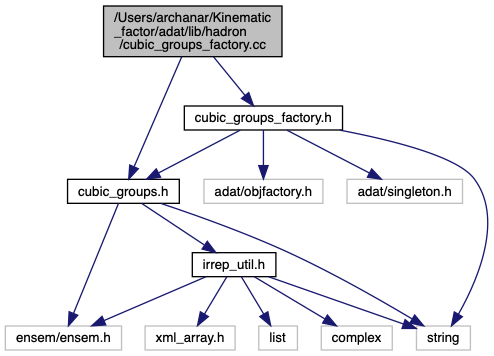 /Users/archanar/Kinematic
_factor/adat/lib/hadron
/cubic_groups_factory.cc
cubic_groups_factory.h
cubic_groups.h
adat/objfactory.h
adat/singleton.h
irrep_util.h
ensem/ensem.h
xml_array.h
list
complex
string